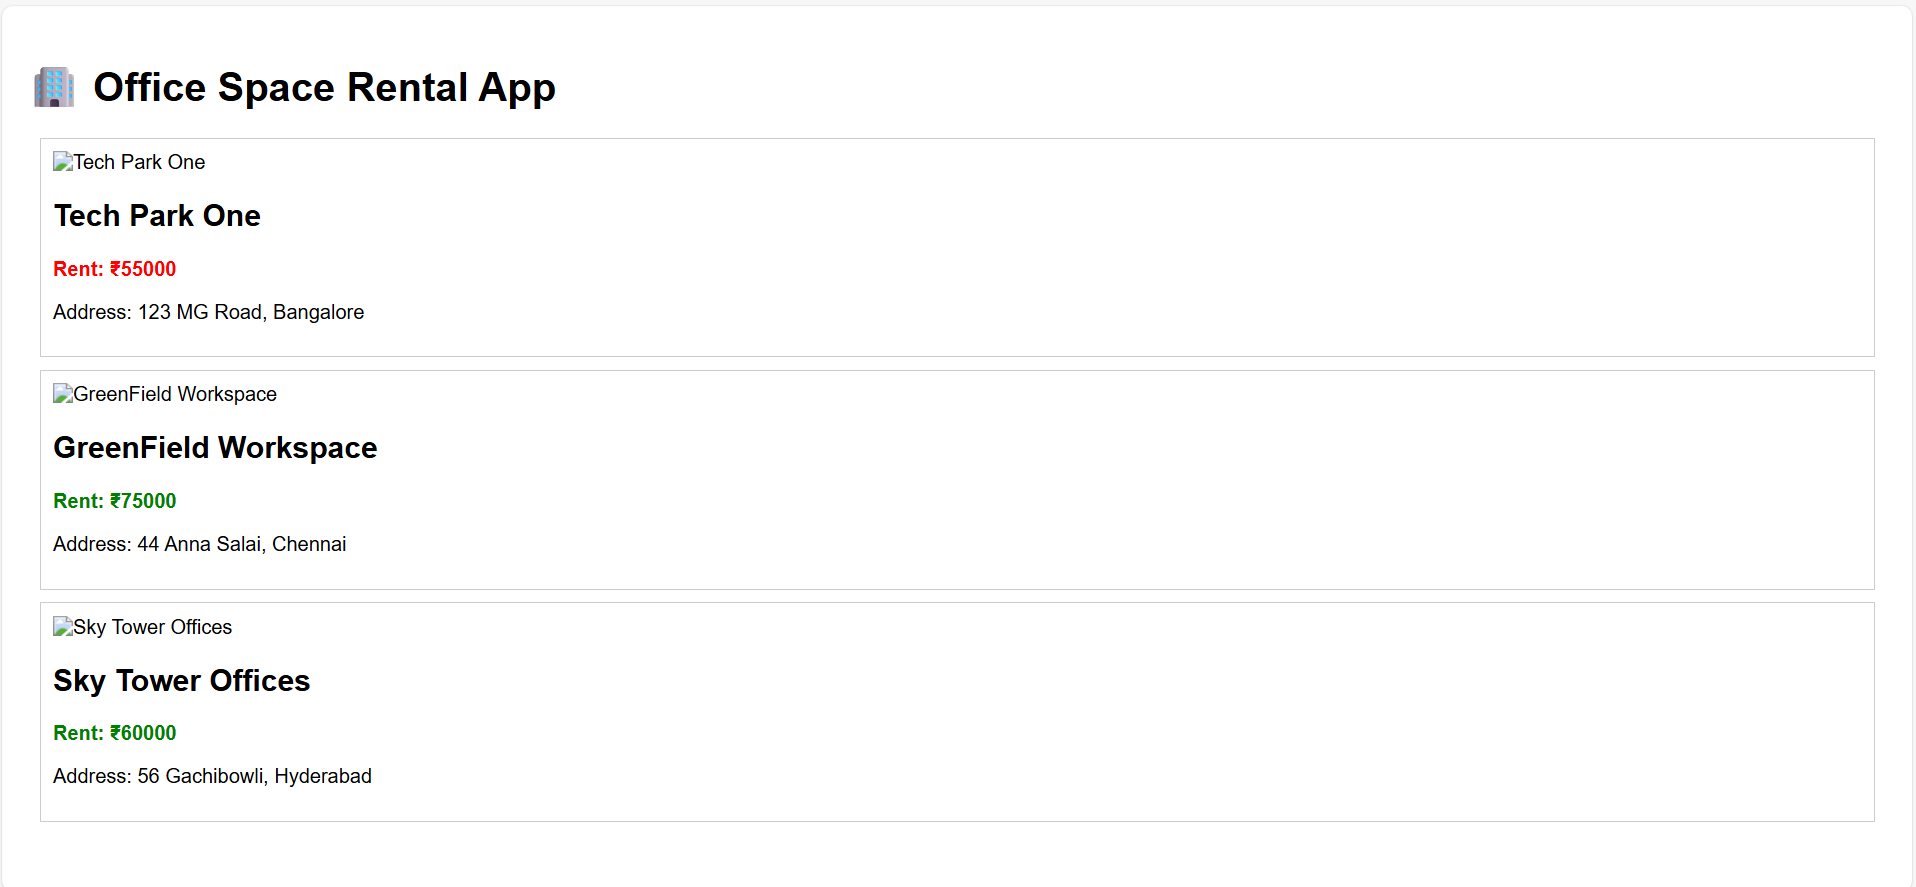 Office Space Rental App
Tech Park One
Tech Park One
Rent: ₹55000
Address: 123 MG Road, Bangalore
GreenField Workspace
GreenField Workspace
Rent: ₹75000
Address: 44 Anna Salai, Chennai
Sky Tower Offices
Sky Tower Offices
Rent: ₹60000
Address: 56 Gachibowli, Hyderabad